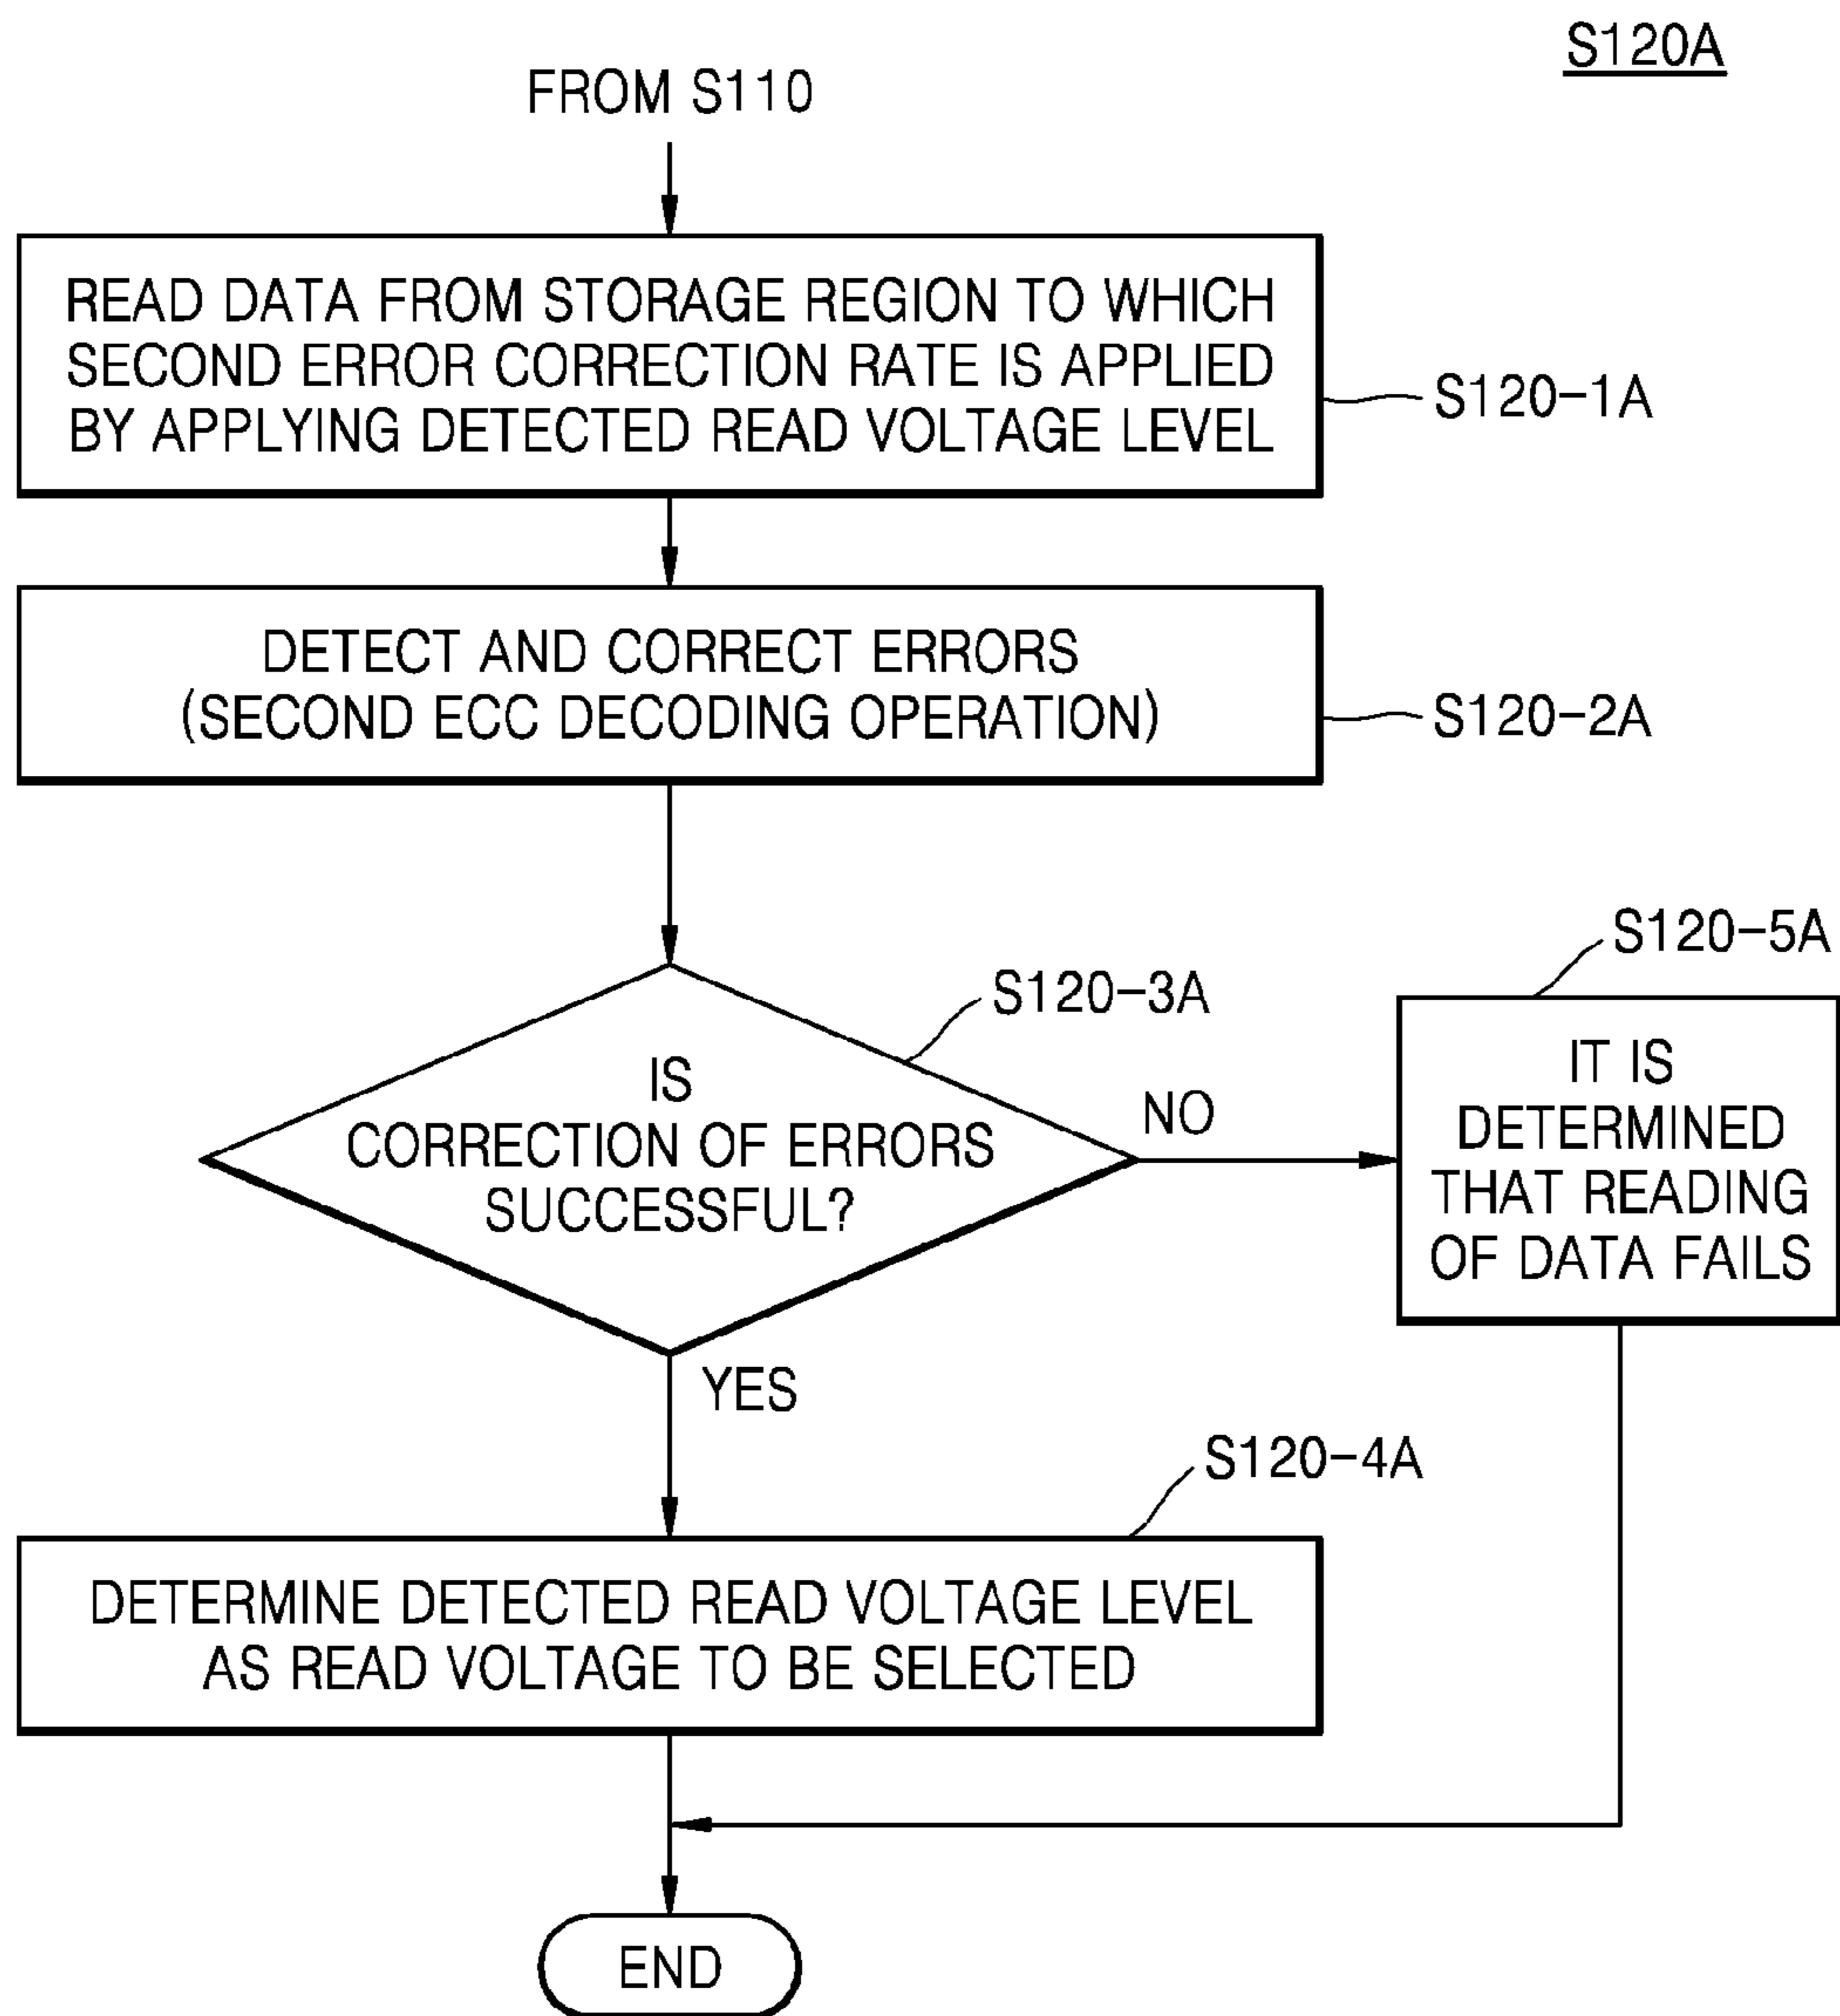 S120A
FROM S110
READ DATA FROM STORAGE REGION TO WHICH
SECOND ERROR CORRECTION RATE IS APPLIED
BY APPLYING DETECTED READ VOLTAGE LEVEL
S120-1A
DETECT AND CORRECT ERRORS
(SECOND ECC DECODING OPERATION)
S120-2A
S120-3A
IS
CORRECTION OF ERRORS
SUCCESSFUL?
NO
S120-5A
IT IS
DETERMINED
THAT READING
OF DATA FAILS
YES
S120-4A
DETERMINE DETECTED READ VOLTAGE LEVEL
AS READ VOLTAGE TO BE SELECTED
END